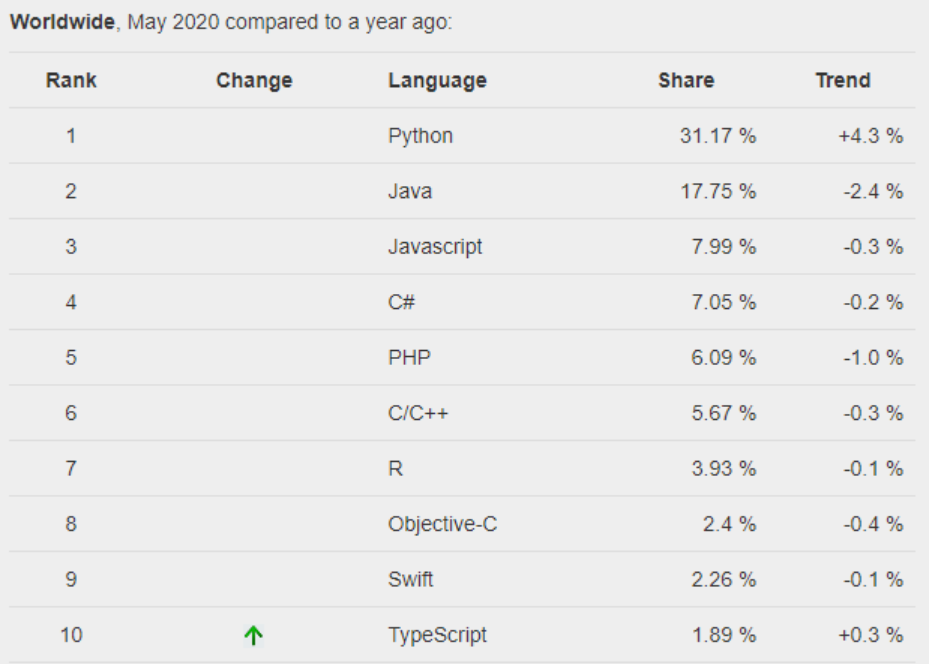 Worldwide, May 2020 compared to a year ago:
Rank Change Language Share Trend
1 Python 31.17 % +4.3 %
2 Java 17.75 % -2.4 %
3 Javascript 7.99 % -0.3 %
4 C# 7.05 % -0.2 %
5 PHP 6.09 % -1.0 %
6 C/C++ 5.67 % -0.3 %
7 R 3.93 % -0.1 %
8 Objective-C 2.4 % -0.4 %
9 Swift 2.26 % -0.1 %
10 ↑ TypeScript 1.89 % +0.3 %